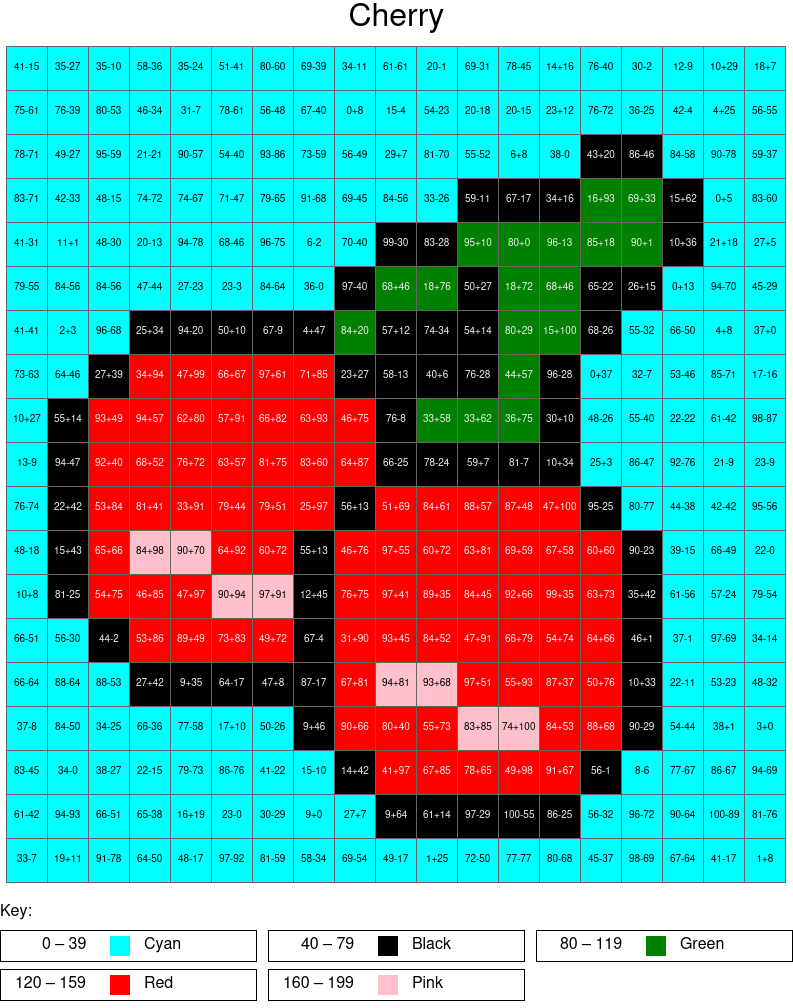 Cherry
41-15 35-27 35-10 58-36 35-24 51-41 80-60 69-39 34-11 61-61 20-1 69-31 78-45 14+16 76-40 30-2 12-9 10+29 18+7
75-61 76-39 80-53 46-34 31-7 78-61 56-48 67-40 0+8 15-4 54-23 20-18 20-15 23+12 76-72 36-25 42-4 4+25 56-55
78-71 49-27 95-59 21-21 90-57 54-40 93-86 73-59 56-49 29+7 81-70 55-52 6+8 38-0 43+20 86-46 84-58 90-78 59-37
83-71 42-33 48-15 74-72 74-67 71-47 79-65 91-68 69-45 84-56 33-26 59-11 67-17 34+16 16+93 69+33 15+62 0+5 83-60
41-31 11+1 48-30 20-13 94-78 68-46 96-75 6-2 70-40 99-30 83-28 95+10 80+0 96-13 85+18 90+1 10+36 21+18 27+5
79-55 84-56 84-56 47-44 27-23 23-3 84-64 36-0 97-40 68+46 18+76 50+27 18+72 68+46 65-22 26+15 0+13 94-70 45-29
41-41 2+3 96-68 25+34 94-20 50+10 67-9 4+47 84+20 57+12 74-34 54+14 80+29 15+100 68-26 55-32 66-50 4+8 37+0
73-63 64-46 27+39 34+94 47+99 66+67 97+61 71+85 23+27 58-13 40+6 76-28 44+57 96-28 0+37 32-7 53-46 85-71 17-16
10+27 55+14 93+49 94+57 62+80 57+91 66+82 63+93 46+75 76-8 33+58 33+62 36+75 30+10 48-26 55-40 22-22 61-42 98-87
13-9 94-47 92+40 68+52 76+72 63+57 81+75 83+60 64+87 66-25 78-24 59+7 81-7 10+34 25+3 86-47 92-76 21-9 23-9
76-74 22+42 53+84 81+41 33+91 79+44 79+51 25+97 56+13 51+69 84+61 88+57 87+48 47+100 95-25 80-77 44-38 42-42 95-56
48-18 15+43 65+66 84+98 90+70 64+92 60+72 55+13 46+76 97+55 60+72 63+81 69+59 67+58 60+60 90-23 39-15 66-49 22-0
10+8 81-25 54+75 46+85 47+97 90+94 97+91 12+45 76+75 97+41 89+35 84+45 92+66 99+35 63+73 35+42 61-56 57-24 79-54
66-51 56-30 44-2 53+86 89+49 73+83 49+72 67-4 31+90 93+45 84+52 47+91 66+79 54+74 64+66 46+1 37-1 97-69 34-14
66-64 88-64 88-53 27+42 9+35 64-17 47+8 87-17 67+81 94+81 93+68 97+51 55+93 87+37 50+76 10+33 22-11 53-23 48-32
37-8 84-50 34-25 66-36 77-58 17+10 50-26 9+46 90+66 80+40 55+73 83+85 74+100 84+53 88+68 90-29 54-44 38+1 3+0
83-45 34-0 38-27 22-15 79-73 86-76 41-22 15-10 14+42 41+97 67+85 78+65 49+98 91+67 56-1 8-6 77-67 86-67 94-69
61-42 94-93 66-51 65-38 16+19 23-0 30-29 9+0 27+7 9+64 61+14 97-29 100-55 86-25 56-32 96-72 90-64 100-89 81-76
33-7 19+11 91-78 64-50 48-17 97-92 81-59 58-34 69-54 49-17 1+25 72-50 77-77 80-68 45-37 98-69 67-64 41-17 1+8
Key:
0 – 39 Cyan 40 – 79 Black 80 – 119 Green
120 – 159 Red 160 – 199 Pink